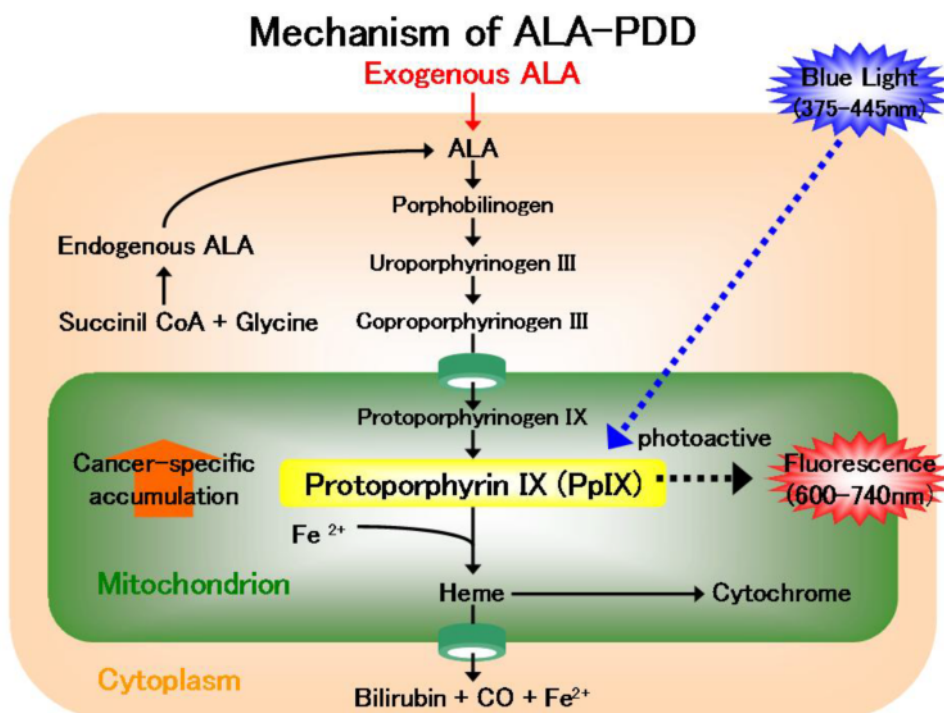 Mechanism of ALA-PDD
Exogenous ALA
Blue Light
(375-445nm)
ALA
Porphobilinogen
Endogenous ALA
Uroporphyrinogen III
Succinil CoA + Glycine
Coproporphyrinogen III
Protoporphyrinogen IX
photoactive
Cancer-specific
accumulation
Protoporphyrin IX (PpIX)
Fluorescence
(600-740nm)
Fe 2+
Mitochondrion
Heme
Cytochrome
Cytoplasm
Bilirubin + CO + Fe2+